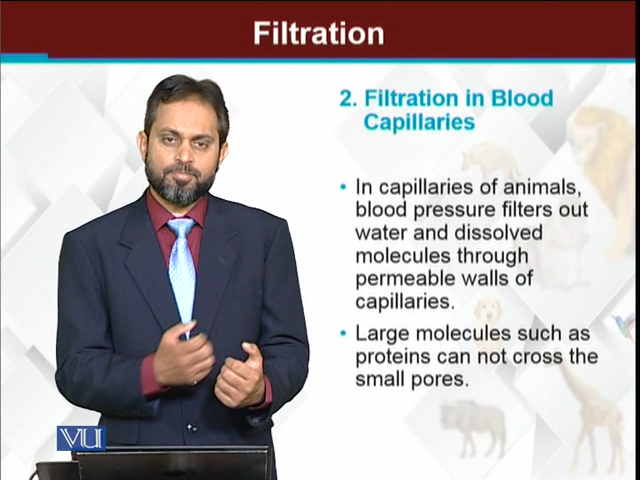 Filtration
2. Filtration in Blood
Capillaries
• In capillaries of animals,
blood pressure filters out
water and dissolved
molecules through
permeable walls of
capillaries.
• Large molecules such as
proteins can not cross the
small pores.
VU